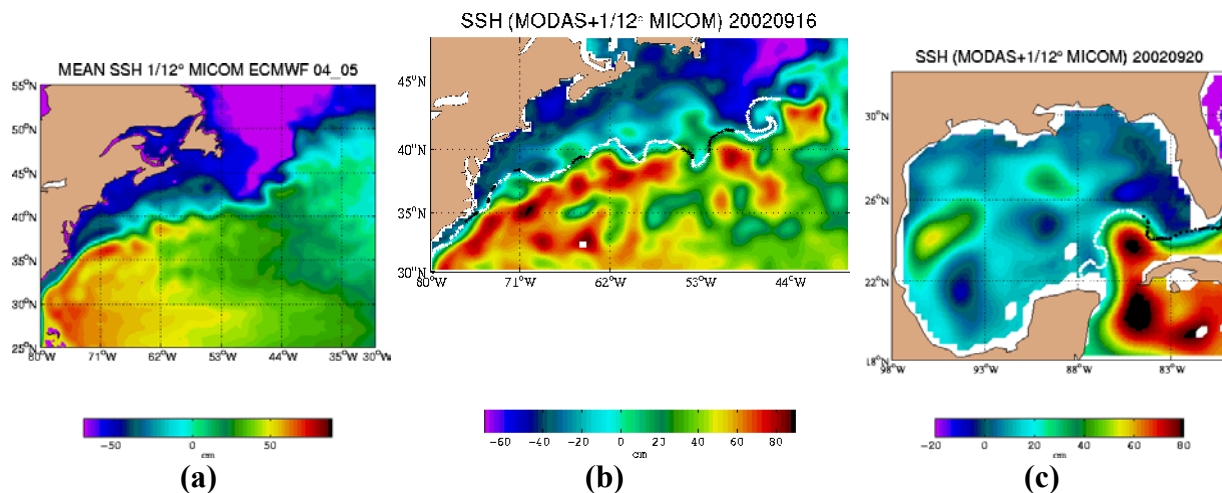 MEAN SSH 1/12° MICOM ECMWF 04_05
55°N
50°N
45°N
40°N
35°N
30°N
25°N
80°W 71°W 62°W 53°W 44°W 35°W 30°W
−50 0 50
cm
(a)
SSH (MODAS+1/12° MICOM) 20020916
45°N
40°N
35°N
30°N
80°W 71°W 62°W 53°W 44°W
−60 −40 −20 0 23 40 60 80
cm
(b)
SSH (MODAS+1/12° MICOM) 20020920
30°N
26°N
22°N
18°N
98°W 93°W 88°W 83°W
−20 0 20 40 60 80
cm
(c)